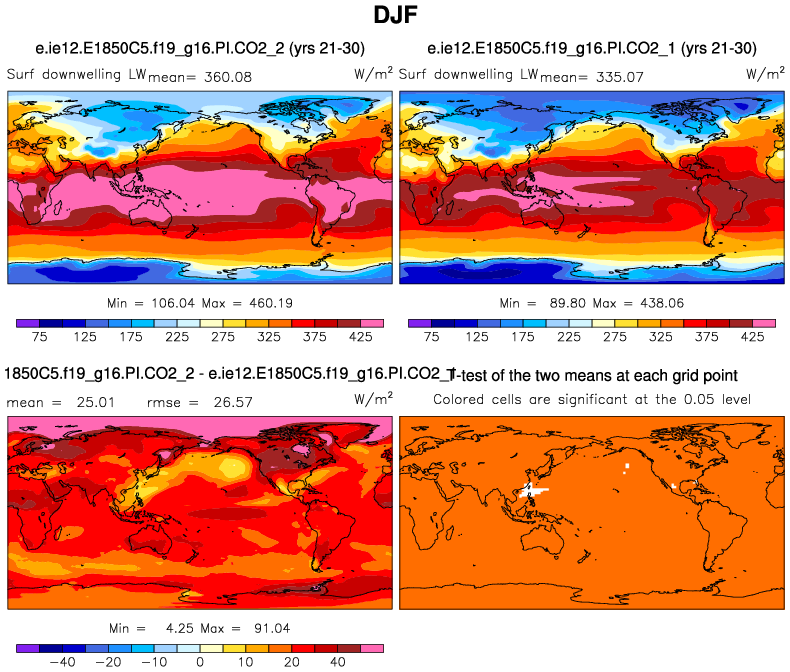 DJF
e.ie12.E1850C5.f19_g16.PI.CO2_2 (yrs 21-30)
Surf downwelling LW mean= 360.08 W/m²
Min = 106.04 Max = 460.19
75 125 175 225 275 325 375 425
e.ie12.E1850C5.f19_g16.PI.CO2_1 (yrs 21-30)
Surf downwelling LW mean= 335.07 W/m²
Min = 89.80 Max = 438.06
75 125 175 225 275 325 375 425
1850C5.f19_g16.PI.CO2_2 - e.ie12.E1850C5.f19_g16.PI.CO2_1
mean = 25.01 rmse = 26.57 W/m²
Min = 4.25 Max = 91.04
−40 −20 −10 0 10 20 40
T-test of the two means at each grid point
Colored cells are significant at the 0.05 level